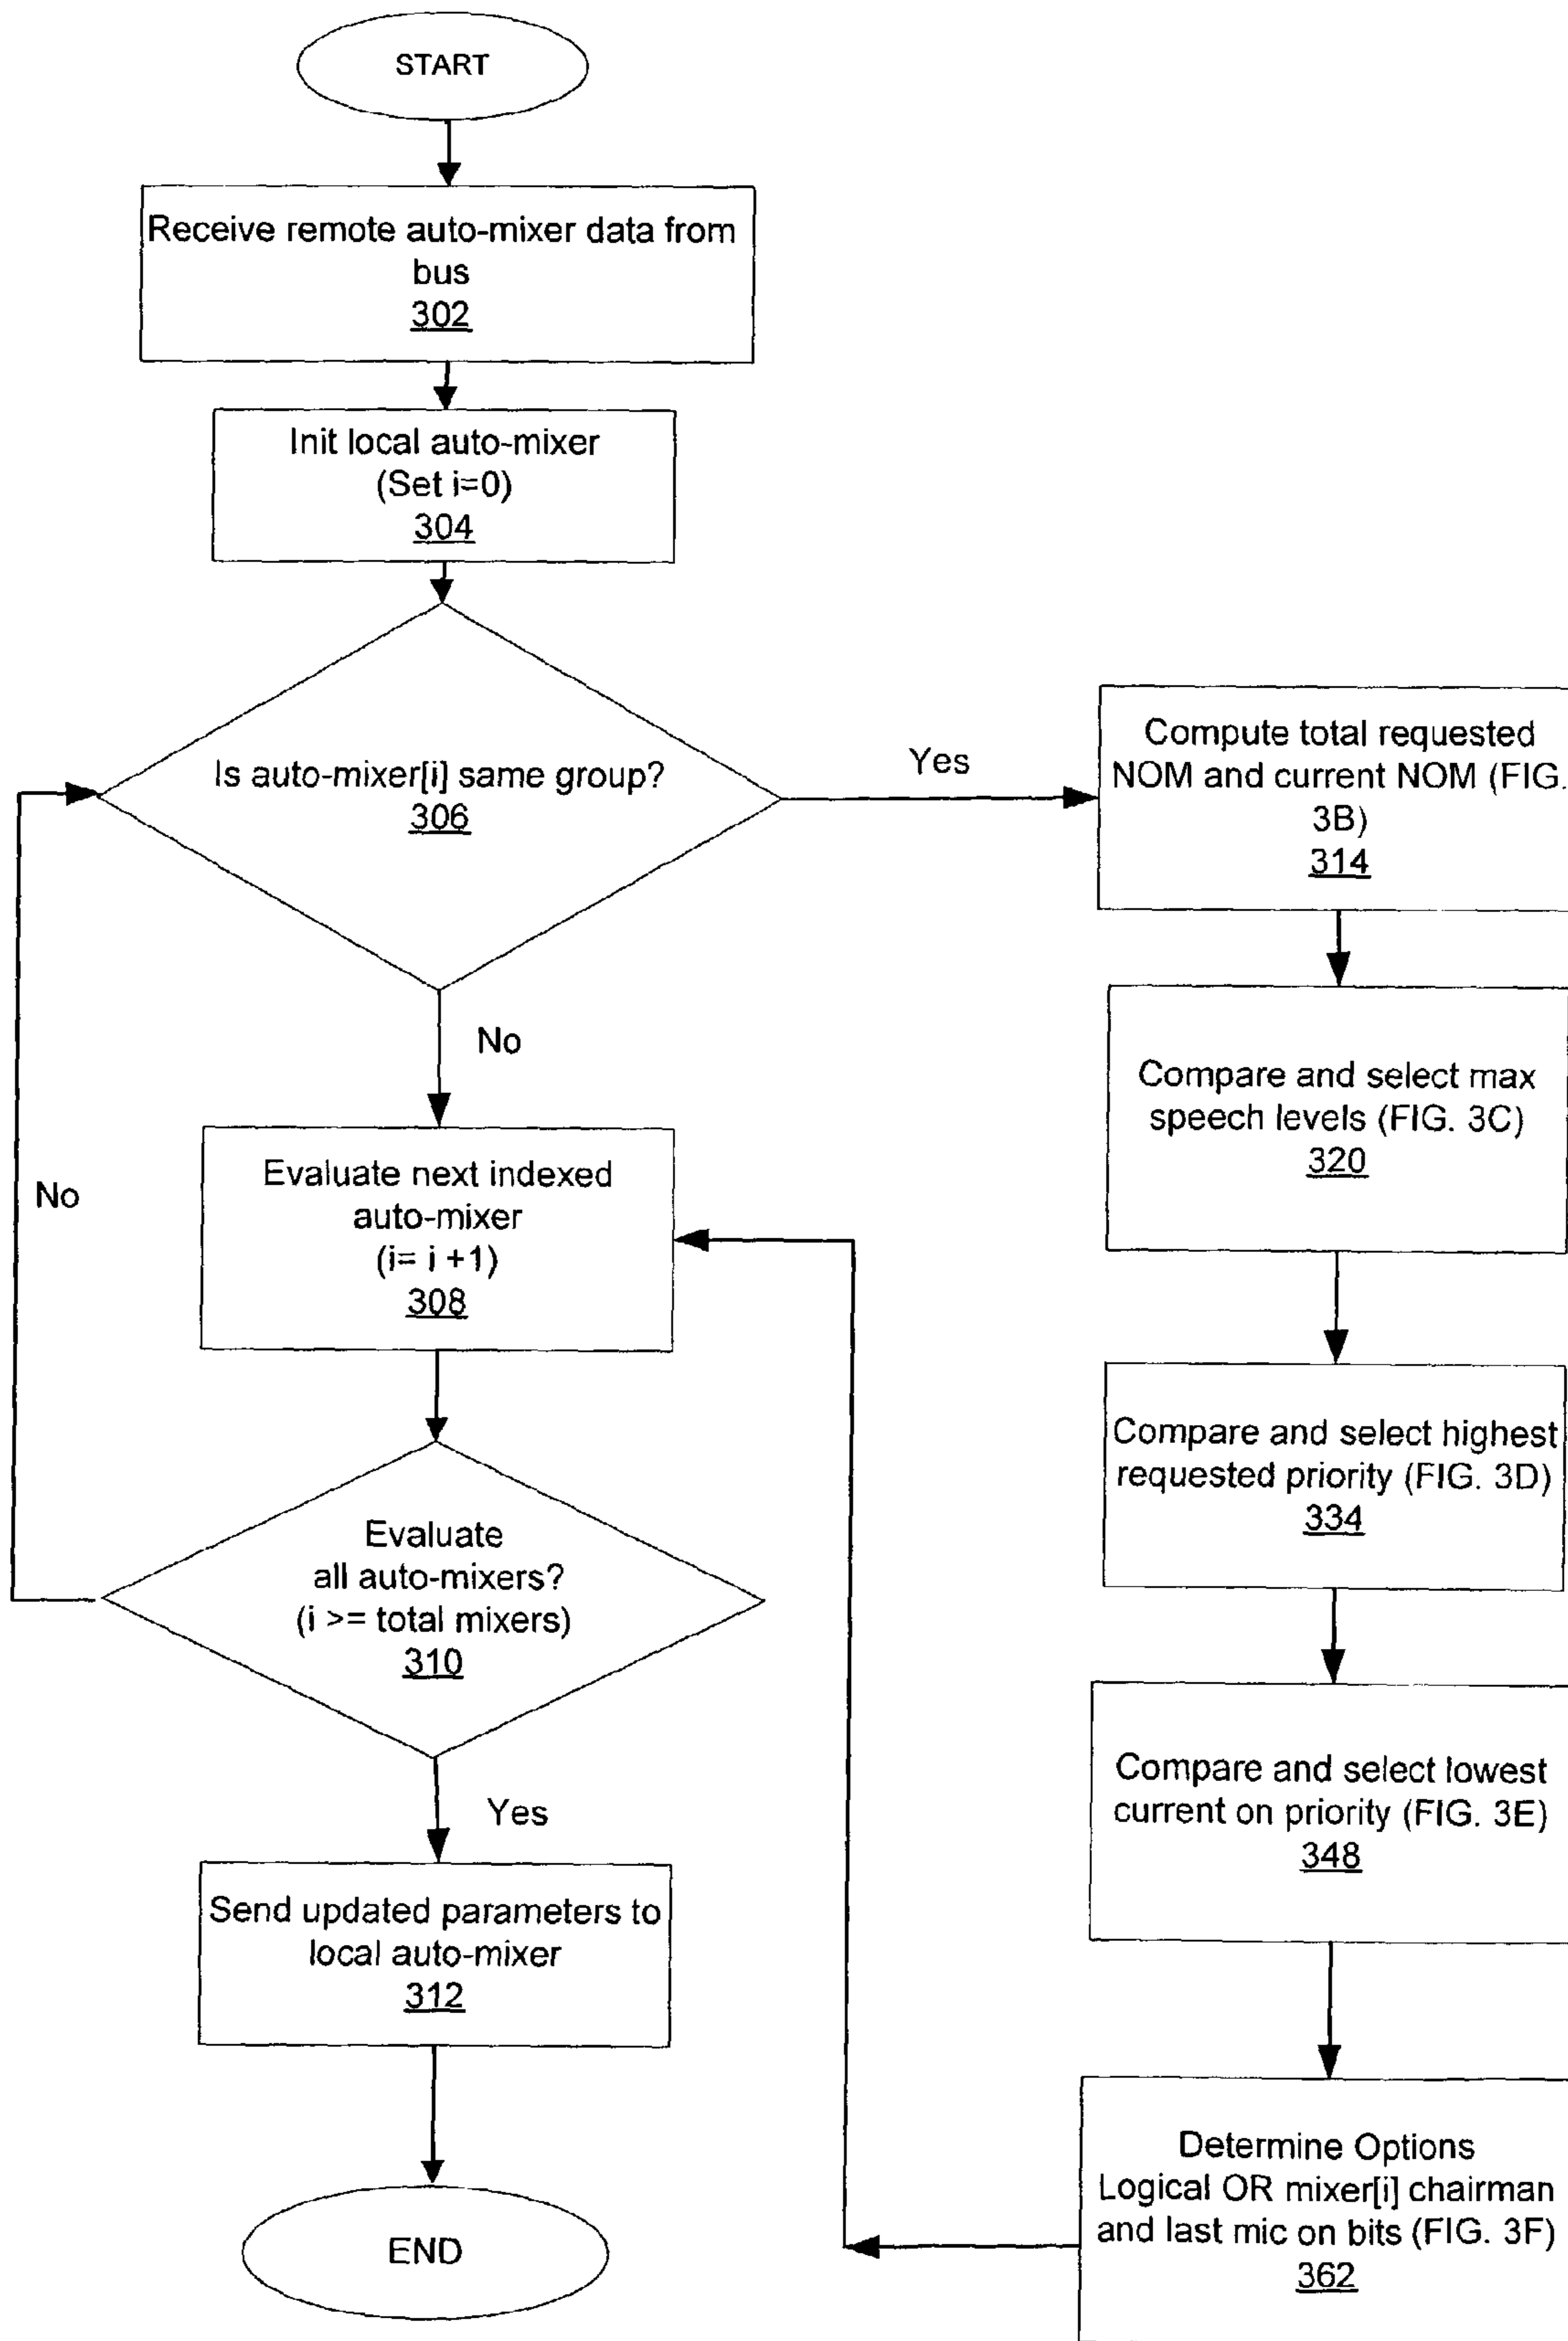 START
Receive remote auto-mixer data from
bus
302
Init local auto-mixer
(Set i=0)
304
Is auto-mixer[i] same group?
306
Yes
No
Evaluate next indexed
auto-mixer
(i= i +1)
308
No
Evaluate
all auto-mixers?
(i >= total mixers)
310
Yes
Send updated parameters to
local auto-mixer
312
END
Compute total requested
NOM and current NOM (FIG.
3B)
314
Compare and select max
speech levels (FIG. 3C)
320
Compare and select highest
requested priority (FIG. 3D)
334
Compare and select lowest
current on priority (FIG. 3E)
348
Determine Options
Logical OR mixer[i] chairman
and last mic on bits (FIG. 3F)
362